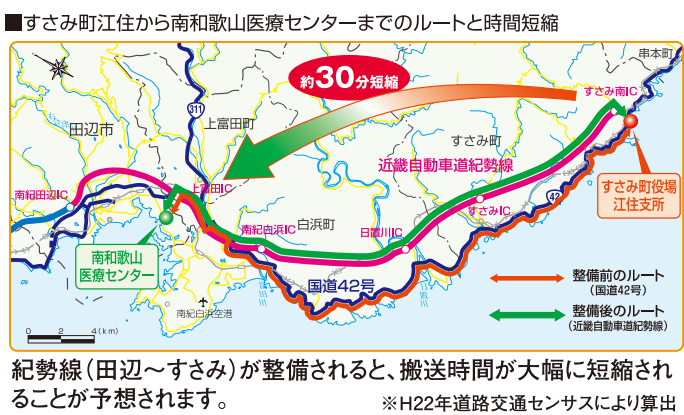 ■すさみ町江住から南和歌山医療センターまでのルートと時間短縮
串本町
約30分短縮
すさみ南IC
311
上富田町
田辺市
すさみ町
近畿自動車道紀勢線
すさみ町役場
江住支所
南紀田辺IC
上富田IC
すさみIC
42
白浜町
南紀白浜IC
日置川IC
南和歌山
医療センター
国道42号
整備前のルート
(国道42号)
南紀白浜空港
整備後のルート
(近畿自動車道紀勢線)
0 2 4(km)
紀勢線(田辺〜すさみ)が整備されると、搬送時間が大幅に短縮され
ることが予想されます。
※H22年道路交通センサスにより算出